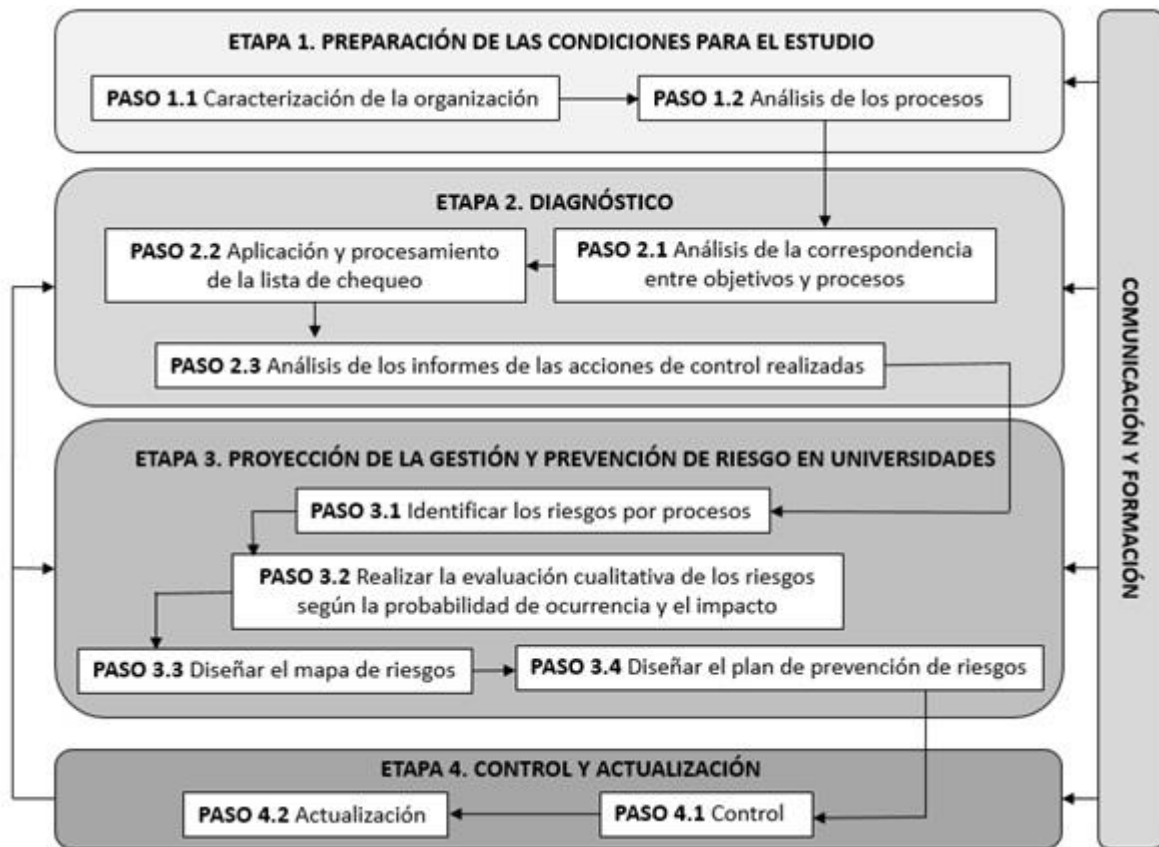 ETAPA 1. PREPARACIÓN DE LAS CONDICIONES PARA EL ESTUDIO
PASO 1.1 Caracterización de la organización
PASO 1.2 Análisis de los procesos
ETAPA 2. DIAGNÓSTICO
PASO 2.1 Análisis de la correspondencia
entre objetivos y procesos
PASO 2.2 Aplicación y procesamiento
de la lista de chequeo
PASO 2.3 Análisis de los informes de las acciones de control realizadas
ETAPA 3. PROYECCIÓN DE LA GESTIÓN Y PREVENCIÓN DE RIESGO EN UNIVERSIDADES
PASO 3.1 Identificar los riesgos por procesos
PASO 3.2 Realizar la evaluación cualitativa de los riesgos
según la probabilidad de ocurrencia y el impacto
PASO 3.3 Diseñar el mapa de riesgos
PASO 3.4 Diseñar el plan de prevención de riesgos
ETAPA 4. CONTROL Y ACTUALIZACIÓN
PASO 4.1 Control
PASO 4.2 Actualización
COMUNICACIÓN Y FORMACIÓN